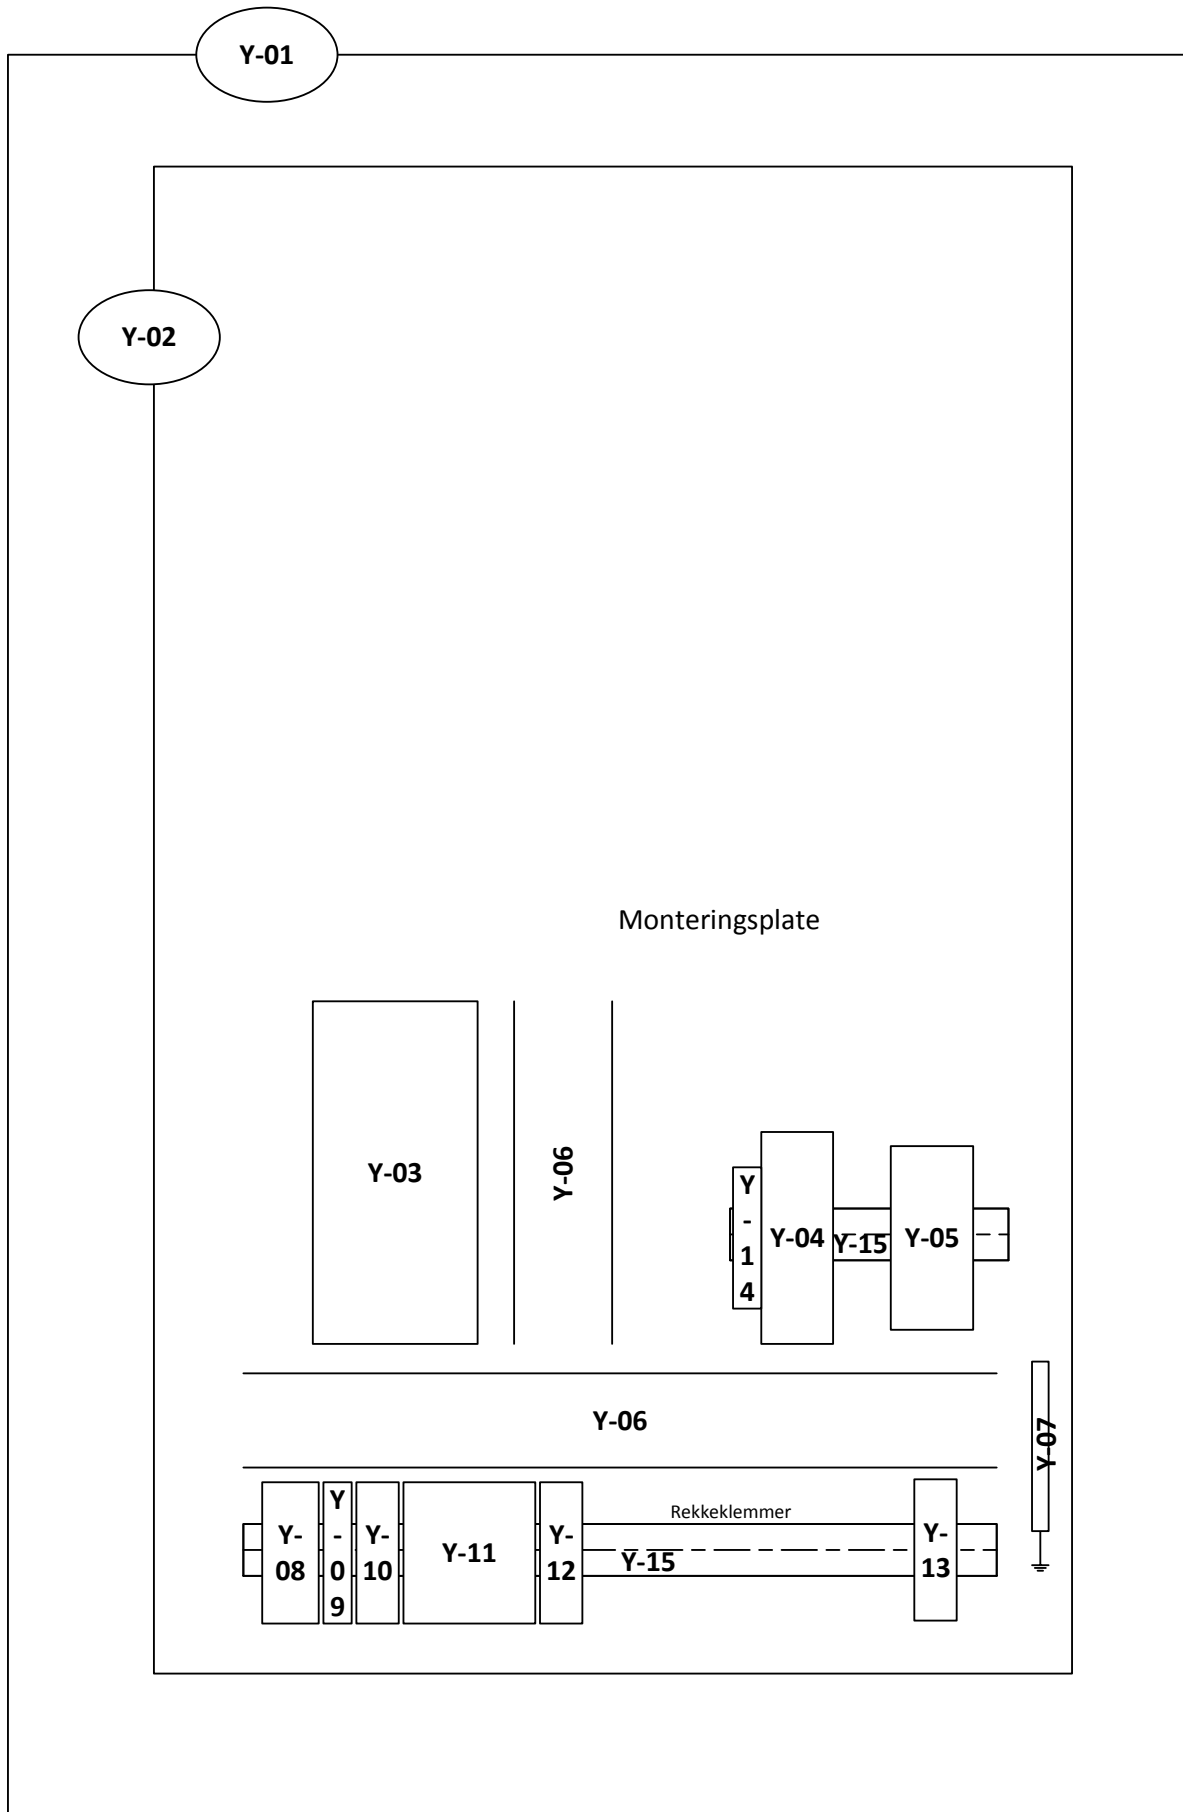 Y-01
Y-02
Monteringsplate
Y-03
Y-06
Y
-
1
4
Y-04
Y-15
Y-05
Y-06
Y-07
Rekkeklemmer
Y-
08
Y
-
0
9
Y-
10
Y-11
Y-
12
Y-15
Y-
13